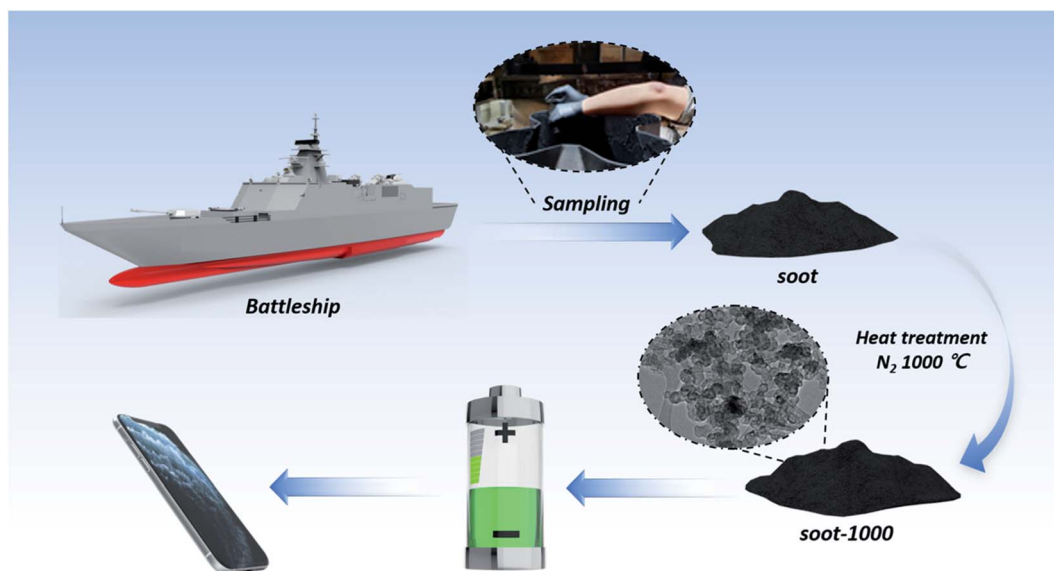 Sampling
soot
Battleship
Heat treatment
N₂ 1000 ℃
+
−
soot-1000